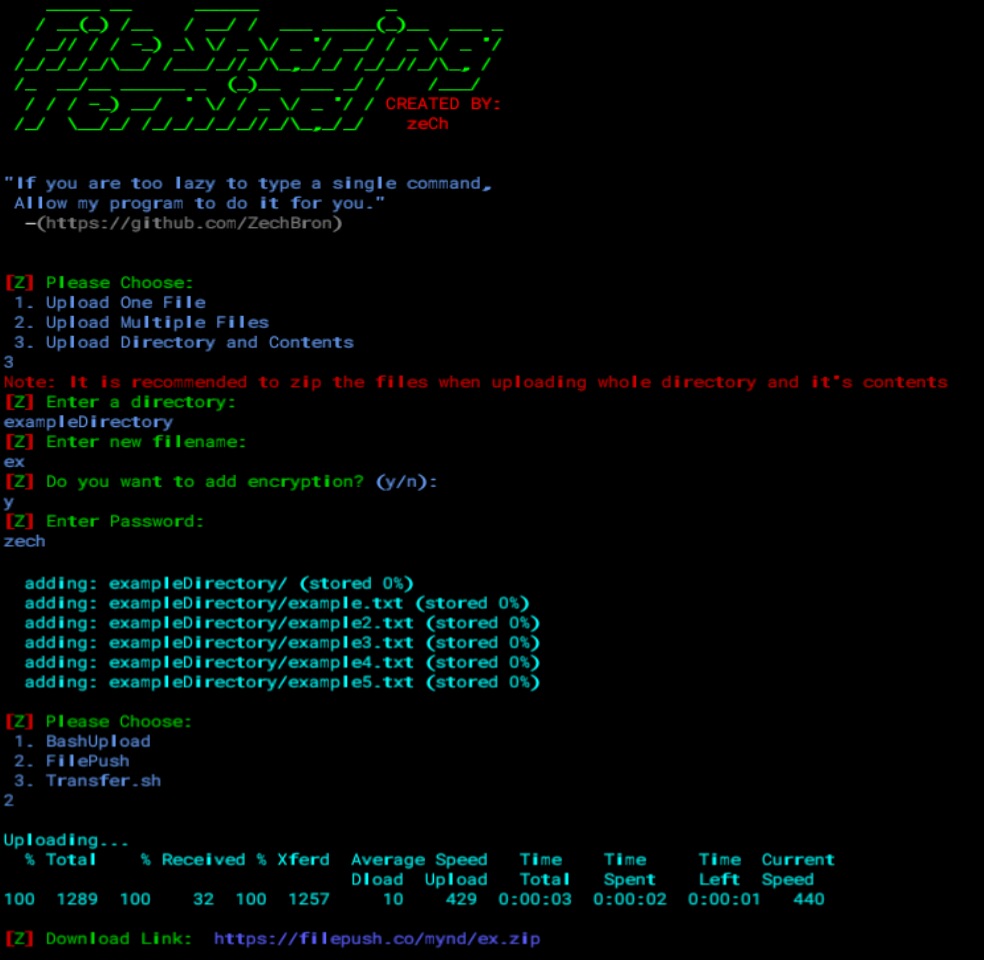 File Sharing
Terminal
CREATED BY:
zeCh
"If you are too lazy to type a single command,
Allow my program to do it for you."
—(https://github.com/ZechBron)
[Z] Please Choose:
1. Upload One File
2. Upload Multiple Files
3. Upload Directory and Contents
3
Note: It is recommended to zip the files when uploading whole directory and it's contents
[Z] Enter a directory:
exampleDirectory
[Z] Enter new filename:
ex
[Z] Do you want to add encryption? (y/n):
y
[Z] Enter Password:
zech
adding: exampleDirectory/ (stored 0%)
adding: exampleDirectory/example.txt (stored 0%)
adding: exampleDirectory/example2.txt (stored 0%)
adding: exampleDirectory/example3.txt (stored 0%)
adding: exampleDirectory/example4.txt (stored 0%)
adding: exampleDirectory/example5.txt (stored 0%)
[Z] Please Choose:
1. BashUpload
2. FilePush
3. Transfer.sh
2
Uploading...
% Total % Received % Xferd Average Speed Time Time Time Current
Dload Upload Total Spent Left Speed
100 1289 100 32 100 1257 10 429 0:00:03 0:00:02 0:00:01 440
[Z] Download Link: https://filepush.co/mynd/ex.zip